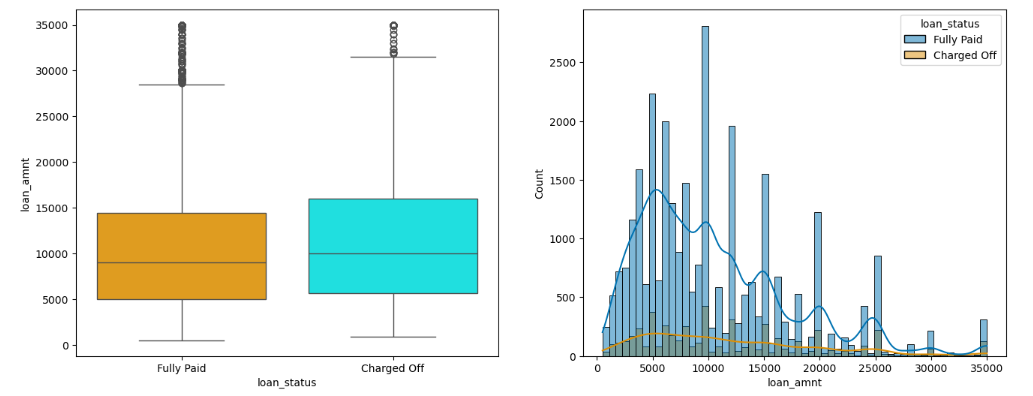 35000
30000
25000
20000
15000
10000
5000
0
loan_amnt
Fully Paid
Charged Off
loan_status
2500
2000
1500
1000
500
0
Count
loan_status
Fully Paid
Charged Off
0
5000
10000
15000
20000
25000
30000
35000
loan_amnt